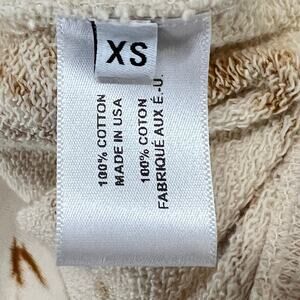 XS
100% COTTON
MADE IN USA
100% COTON
FABRIQUÉ AUX É.-U.